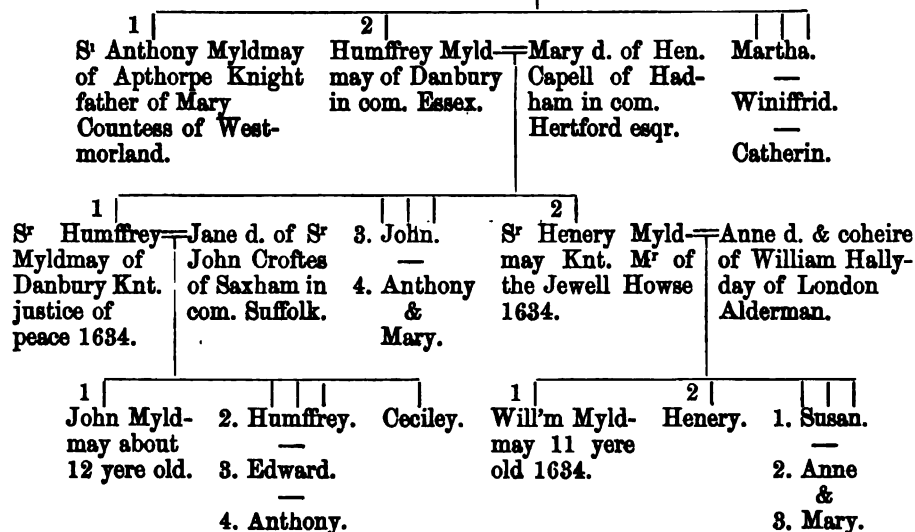 1
2
Sʳ Anthony Myldmay
of Apthorpe Knight
father of Mary
Countess of West-
morland.
Humffrey Myld-
may of Danbury
in com. Essex.
Mary d. of Hen.
Capell of Had-
ham in com.
Hertford esqr.
Martha.
—
Winiffrid.
—
Catherin.
1
2
Sʳ Humffrey
Myldmay of
Danbury Knt.
justice of
peace 1634.
Jane d. of Sʳ
John Croftes
of Saxham in
com. Suffolk.
3. John.
—
4. Anthony
&
Mary.
Sʳ Henery Myld-
may Knt. Mʳ of
the Jewell Howse
1634.
Anne d. & coheire
of William Hally-
day of London
Alderman.
1
John Myld-
may about
12 yere old.
2. Humffrey.
—
3. Edward.
—
4. Anthony.
Ceciley.
1
Will'm Myld-
may 11 yere
old 1634.
2
Henery.
1. Susan.
—
2. Anne
&
3. Mary.